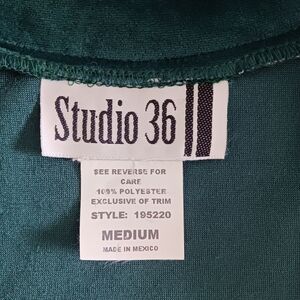 Studio 36
SEE REVERSE FOR
CARE
100% POLYESTER
EXCLUSIVE OF TRIM
STYLE: 195220
MEDIUM
MADE IN MEXICO